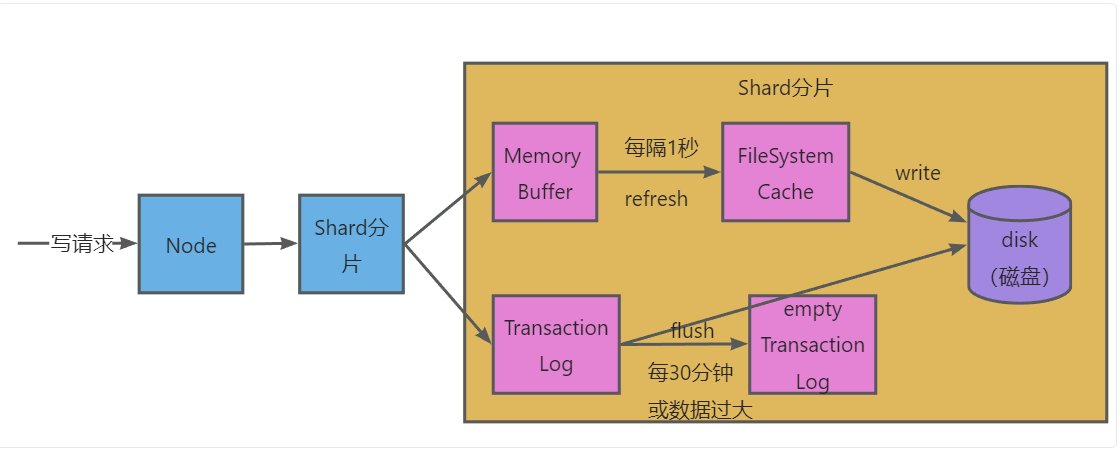 写请求
Node
Shard分
片
Shard分片
Memory
Buffer
每隔1秒
refresh
FileSystem
Cache
write
disk
（磁盘）
Transaction
Log
flush
每30分钟
或数据过大
empty
Transaction
Log